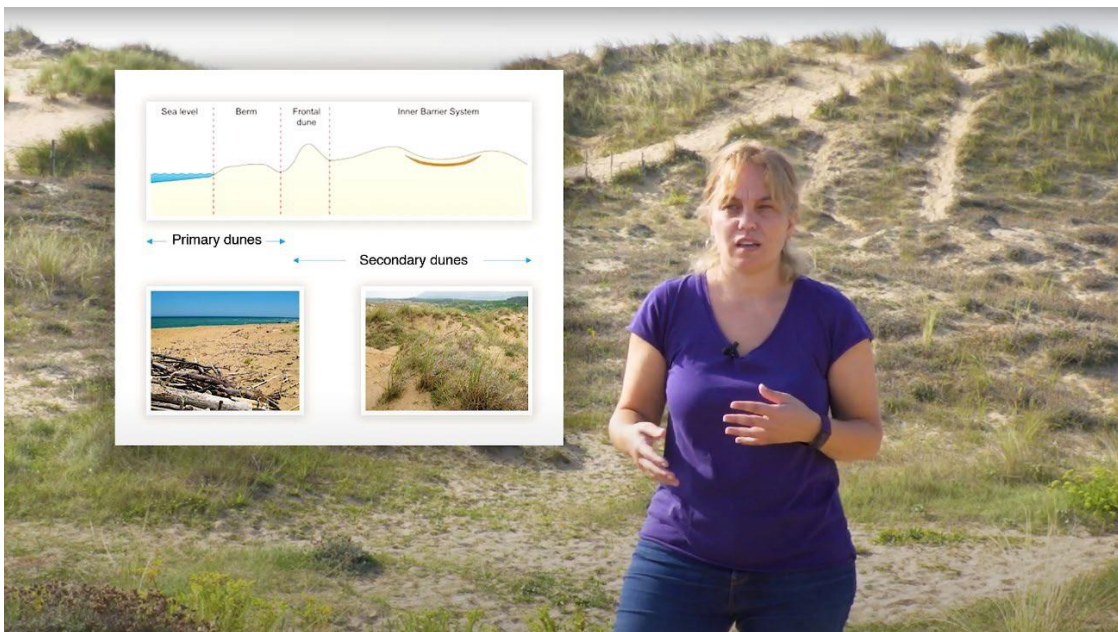 Sea level
Berm
Frontal
dune
Inner Barrier System
Primary dunes
Secondary dunes